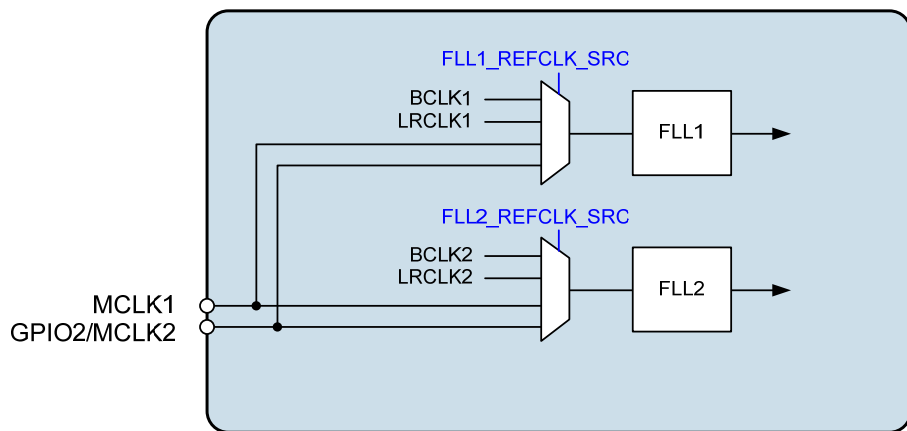 FLL1_REFCLK_SRC
BCLK1
LRCLK1
FLL1
FLL2_REFCLK_SRC
BCLK2
LRCLK2
FLL2
MCLK1
GPIO2/MCLK2